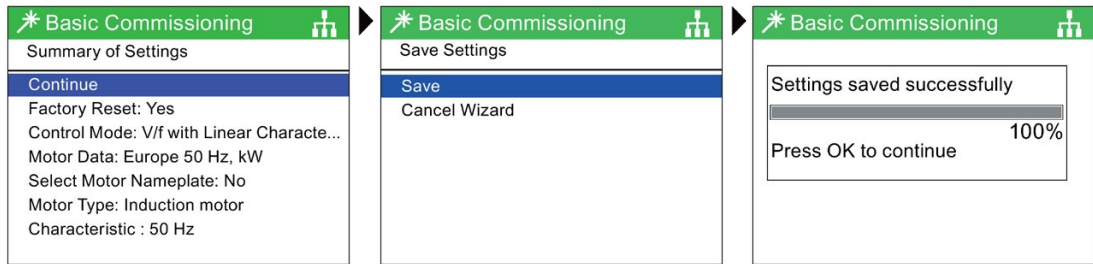 Basic Commissioning
Summary of Settings
Continue
Factory Reset: Yes
Control Mode: V/f with Linear Characte...
Motor Data: Europe 50 Hz, kW
Select Motor Nameplate: No
Motor Type: Induction motor
Characteristic : 50 Hz
Basic Commissioning
Save Settings
Save
Cancel Wizard
Basic Commissioning
Settings saved successfully
100%
Press OK to continue